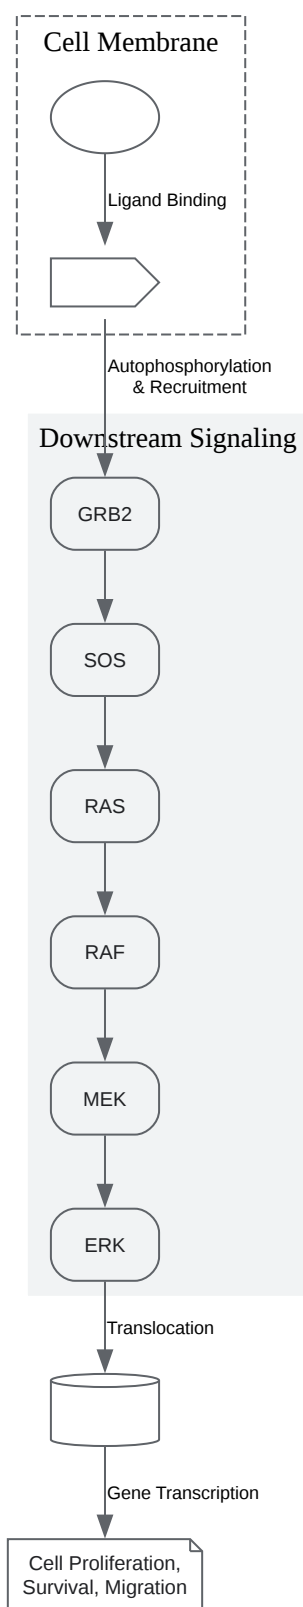 Cell Membrane
Ligand Binding
Autophosphorylation
& Recruitment
Downstream Signaling
GRB2
SOS
RAS
RAF
MEK
ERK
Translocation
Gene Transcription
Cell Proliferation,
Survival, Migration